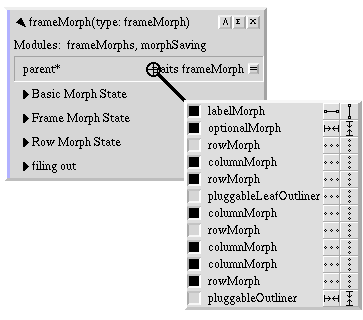 frameMorph(type: frameMorph) A E X
Modules: frameMorphs, morphSaving
parent* aits frameMorph =
Basic Morph State
Frame Morph State
Row Morph State
filing out
labelMorph
optionalMorph
rowMorph
columnMorph
rowMorph
pluggableLeafOutliner
columnMorph
rowMorph
columnMorph
columnMorph
rowMorph
pluggableOutliner